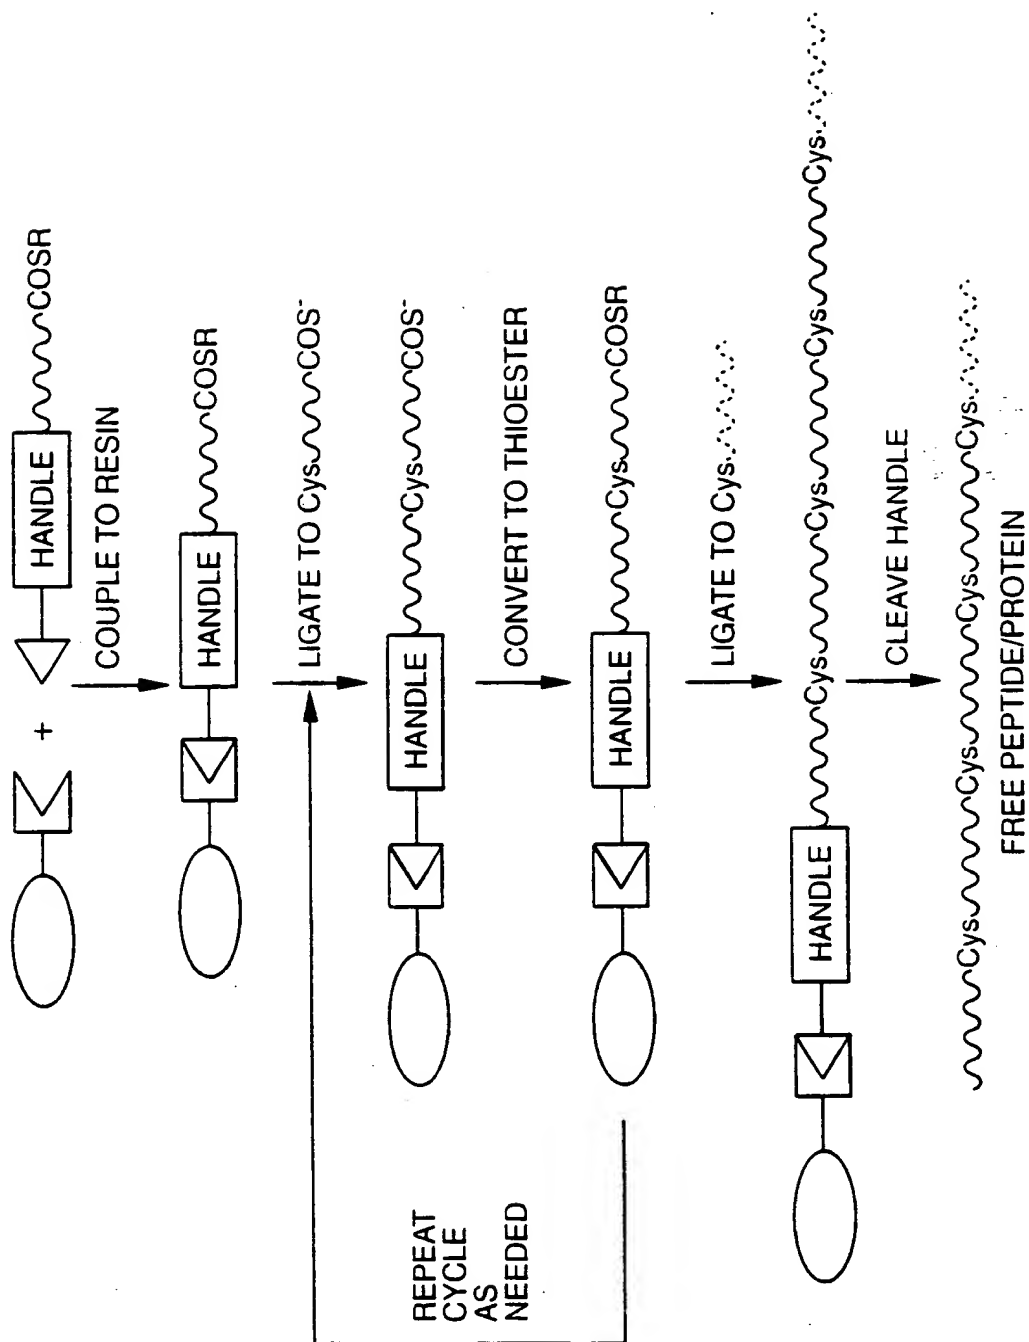 +
HANDLE
COSR
COUPLE TO RESIN
HANDLE
COSR
LIGATE TO Cys COS-
HANDLE
Cys COS-
CONVERT TO THIOESTER
HANDLE
Cys COSR
REPEAT
CYCLE
AS
NEEDED
LIGATE TO Cys
HANDLE
Cys Cys Cys Cys
CLEAVE HANDLE
Cys Cys Cys Cys
FREE PEPTIDE/PROTEIN